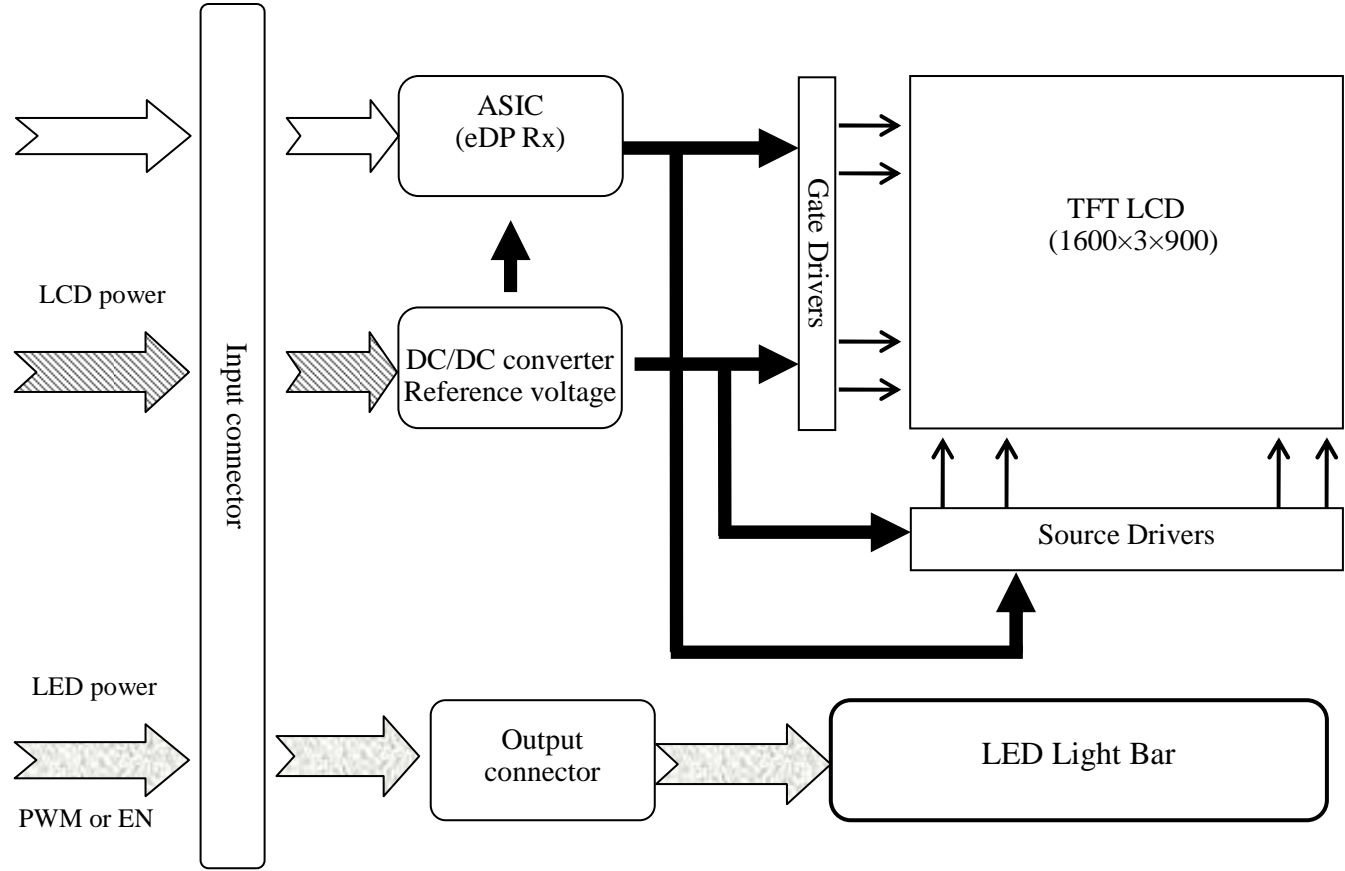 ASIC
(eDP Rx)
Gate Drivers
TFT LCD
(1600×3×900)
LCD power
Input connector
DC/DC converter
Reference voltage
Source Drivers
LED power
PWM or EN
Output
connector
LED Light Bar